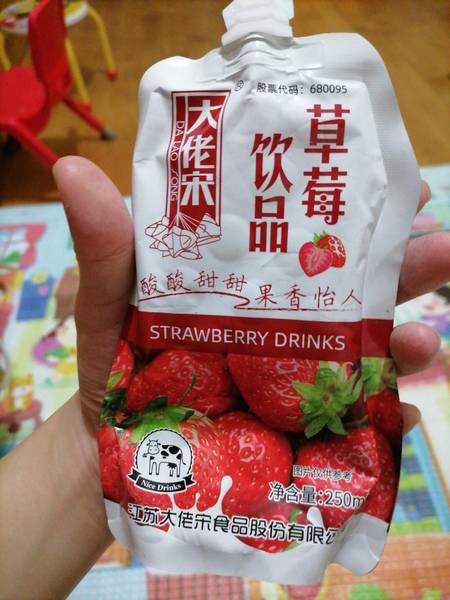 股票代码：680095
大佬宋
DA LAO SONG
草莓
饮品
酸酸甜甜 果香怡人
STRAWBERRY DRINKS
Nice Drinks
图片仅供参考
净含量:250m
江苏大佬宋食品股份有限公